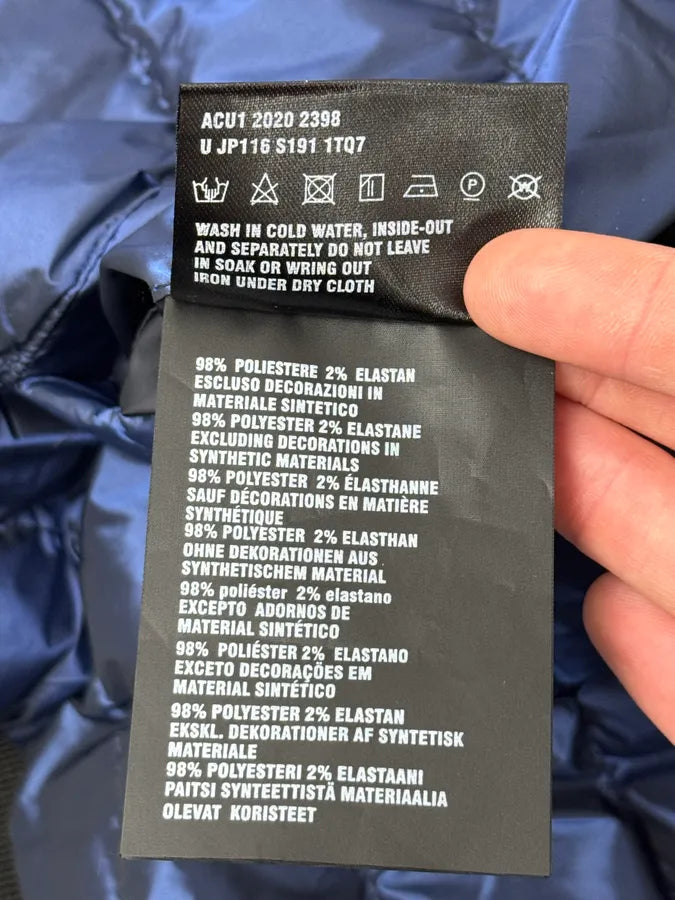 ACU1 2020 2398
U JP116 S191 1TQ7
P
W
WASH IN COLD WATER, INSIDE-OUT
AND SEPARATELY DO NOT LEAVE
IN SOAK OR WRING OUT
IRON UNDER DRY CLOTH
98% POLIESTERE 2% ELASTAN
ESCLUSO DECORAZIONI IN
MATERIALE SINTETICO
98% POLYESTER 2% ELASTANE
EXCLUDING DECORATIONS IN
SYNTHETIC MATERIALS
98% POLYESTER 2% ÉLASTHANNE
SAUF DÉCORATIONS EN MATIÈRE
SYNTHÉTIQUE
98% POLYESTER 2% ELASTHAN
OHNE DEKORATIONEN AUS
SYNTHETISCHEM MATERIAL
98% poliéster 2% elastano
EXCEPTO ADORNOS DE
MATERIAL SINTÉTICO
98% POLIÉSTER 2% ELASTANO
EXCETO DECORAÇÕES EM
MATERIAL SINTÉTICO
98% POLYESTER 2% ELASTAN
EKSKL. DEKORATIONER AF SYNTETISK
MATERIALE
98% POLYESTERI 2% ELASTAANI
PAITSI SYNTEETTISTÄ MATERIAALIA
OLEVAT KORISTEET